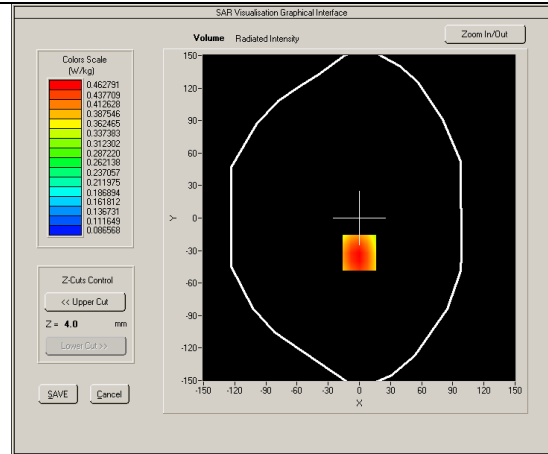 SAR Visualisation Graphical Interface
Volume Radiated Intensity
Zoom In/Out
Colors Scale
(W/kg)
0.462791
0.437709
0.412628
0.387546
0.362465
0.337383
0.312302
0.287220
0.262138
0.237057
0.211975
0.186894
0.161812
0.136731
0.111649
0.086568
Z-Cuts Control
<< Upper Cut
Z = 4.0 mm
Lower Cut >>
SAVE Cancel
150
120
90
60
30
0
-30
-60
-90
-120
-150
Y
-150 -120 -90 -60 -30 0 30 60 90 120 150
X